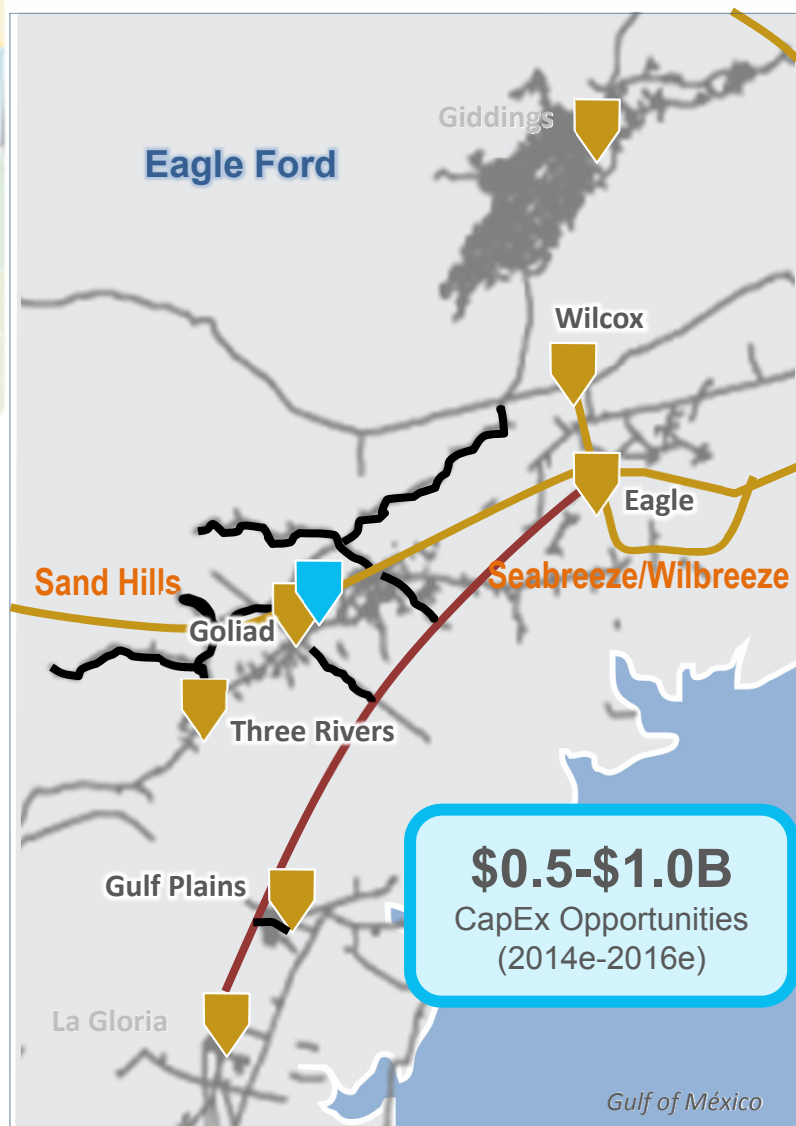 Giddings
Eagle Ford
Wilcox
Eagle
Sand Hills
Seabreeze/Wilbreeze
Goliad
Three Rivers
$0.5-$1.0B
CapEx Opportunities
(2014e-2016e)
Gulf Plains
La Gloria
Gulf of México